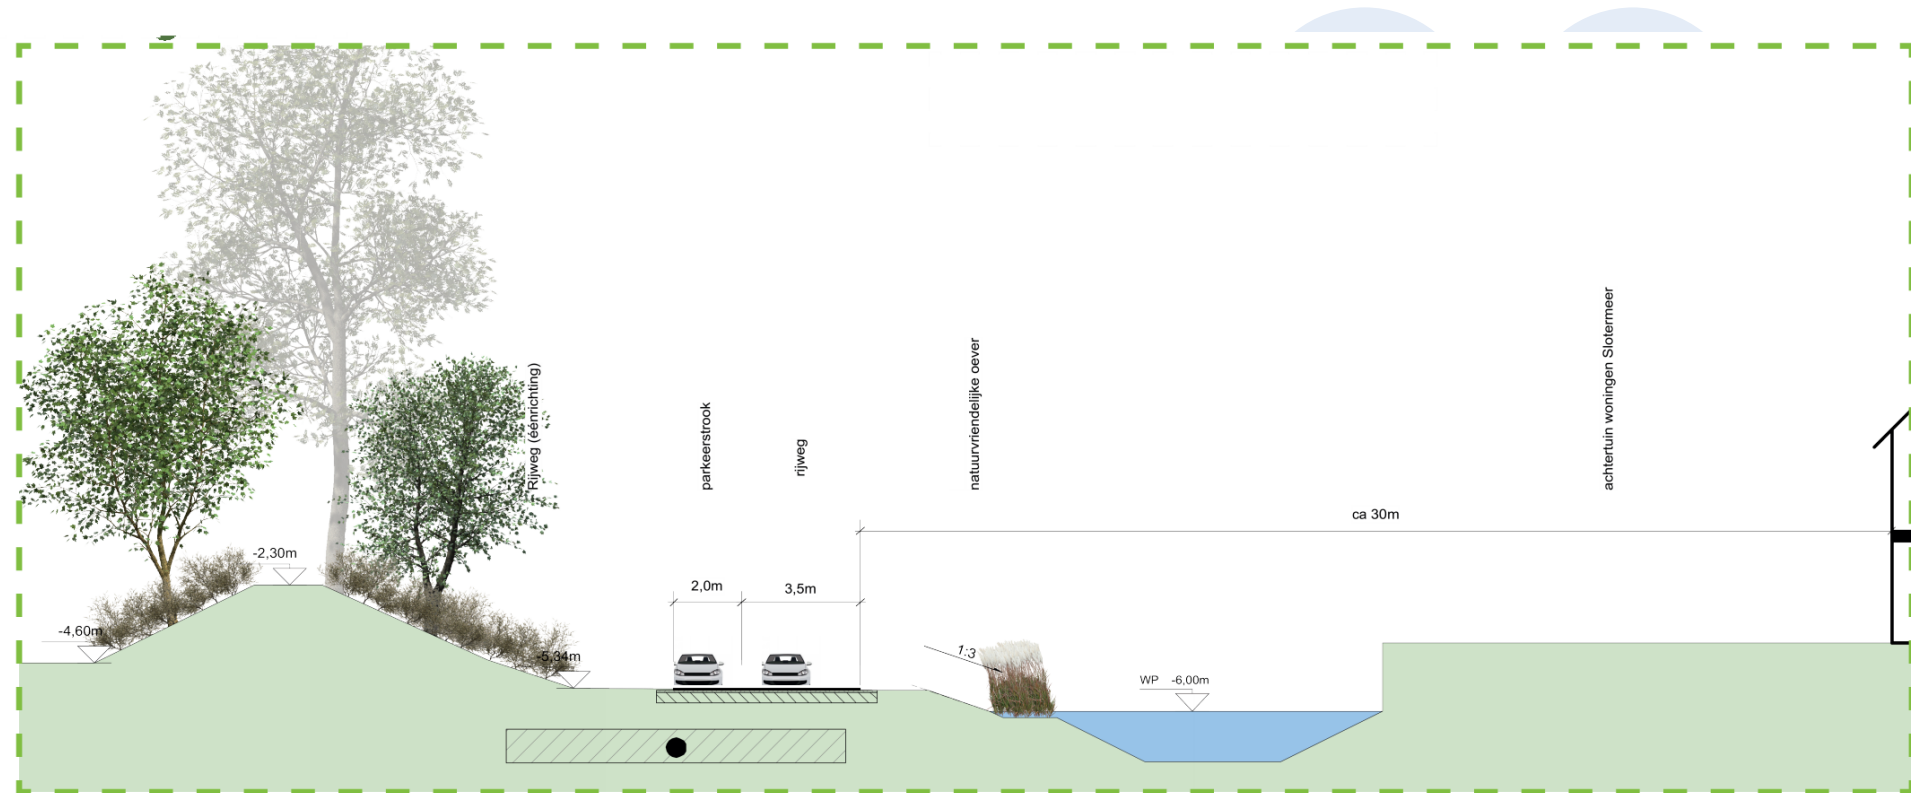 Rijweg (éénrichting)
parkeerstrook
rijweg
natuurvriendelijke oever
achtertuin woningen Slotermeer
ca 30m
-2,30m
2,0m
3,5m
-4,60m
-5,34m
1:3
WP -6,00m